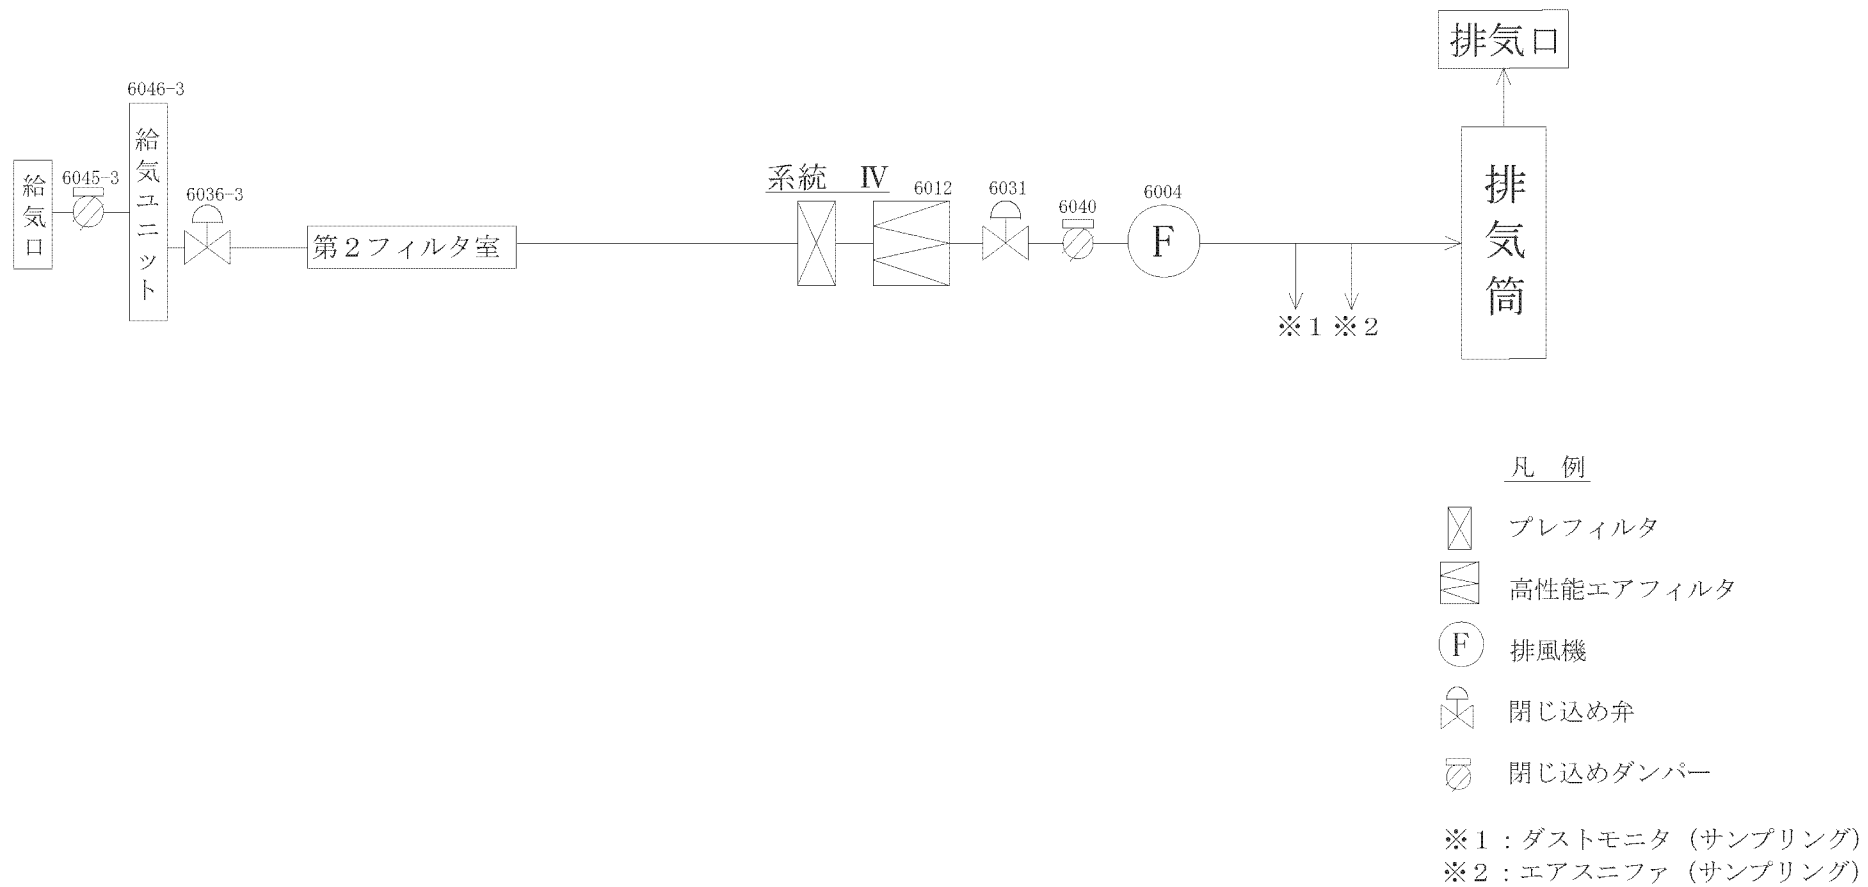 排気口
6046-3
給気ユニット
給気口
6045-3
6036-3
第２フィルタ室
系統　Ⅳ
6012
6031
6040
6004
F
排気筒
※１
※２
凡　例
プレフィルタ
高性能エアフィルタ
F
排風機
閉じ込め弁
閉じ込めダンパー
※１：ダストモニタ（サンプリング）
※２：エアスニファ（サンプリング）